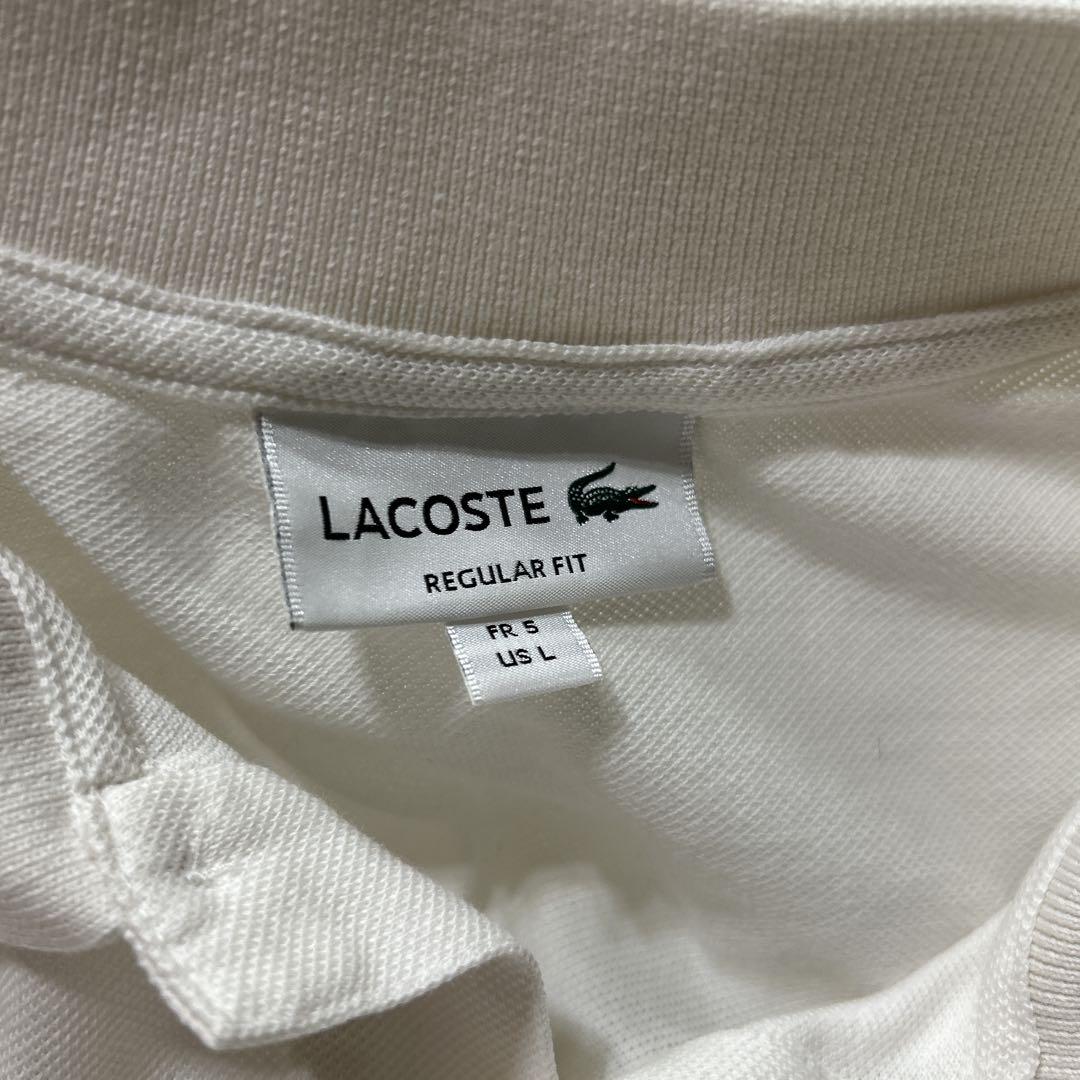 LACOSTE
REGULAR FIT
FR 5
US L